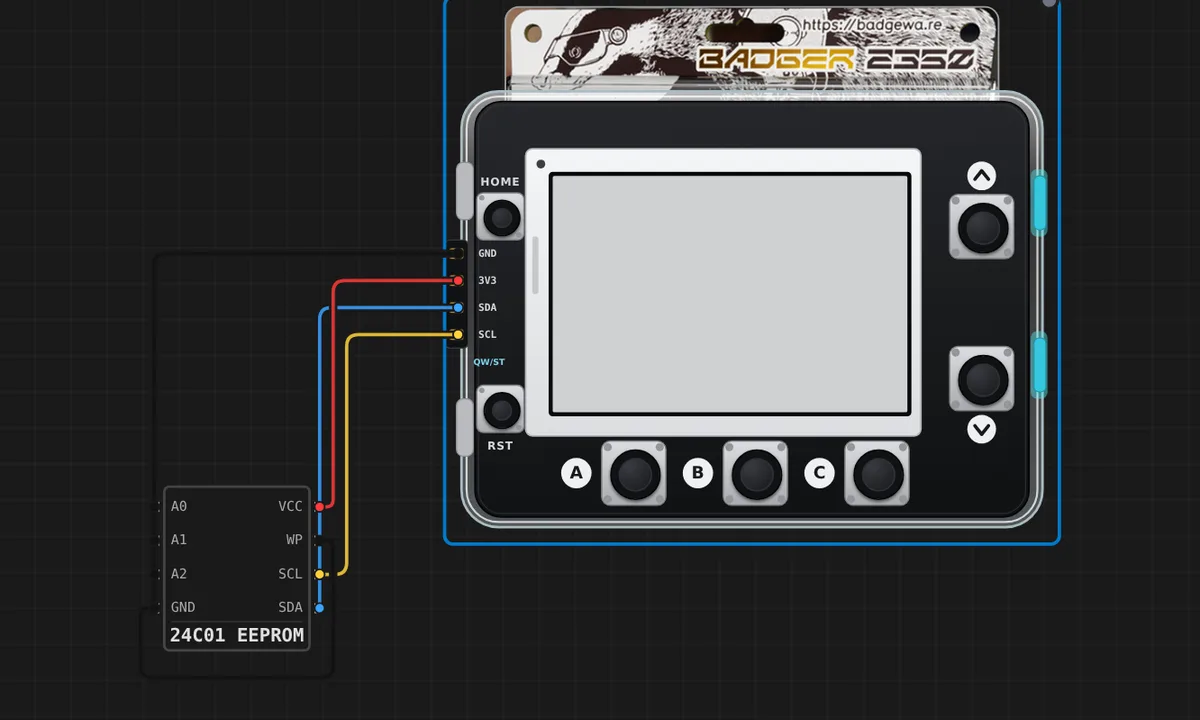 https://badgewa.re
BADGER 2350
HOME
GND
3V3
SDA
SCL
QW/ST
RST
A
B
C
A0 VCC
A1 WP
A2 SCL
GND SDA
24C01 EEPROM